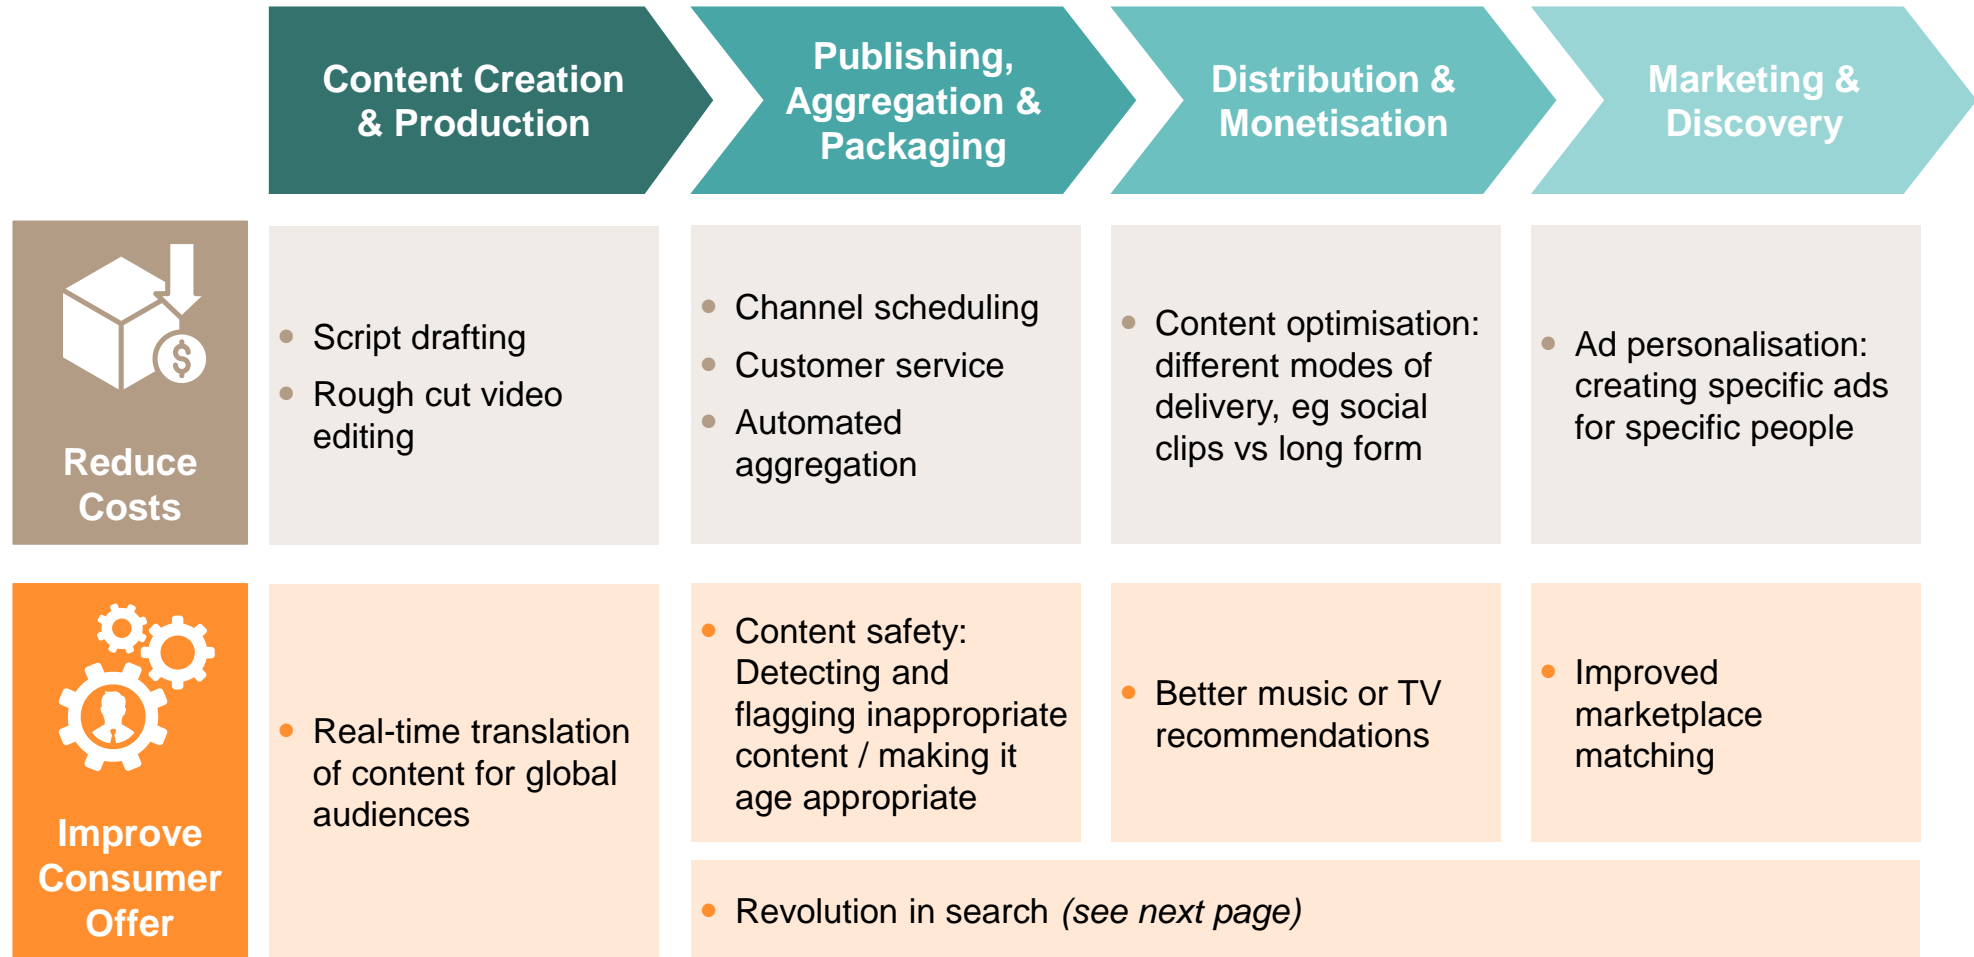 Content Creation
& Production
Publishing,
Aggregation &
Packaging
Distribution &
Monetisation
Marketing &
Discovery
$
Reduce
Costs
• Script drafting
• Rough cut video
editing
• Channel scheduling
• Customer service
• Automated
aggregation
• Content optimisation:
different modes of
delivery, eg social
clips vs long form
• Ad personalisation:
creating specific ads
for specific people
Improve
Consumer
Offer
• Real-time translation
of content for global
audiences
• Content safety:
Detecting and
flagging inappropriate
content / making it
age appropriate
• Better music or TV
recommendations
• Improved
marketplace
matching
• Revolution in search (see next page)